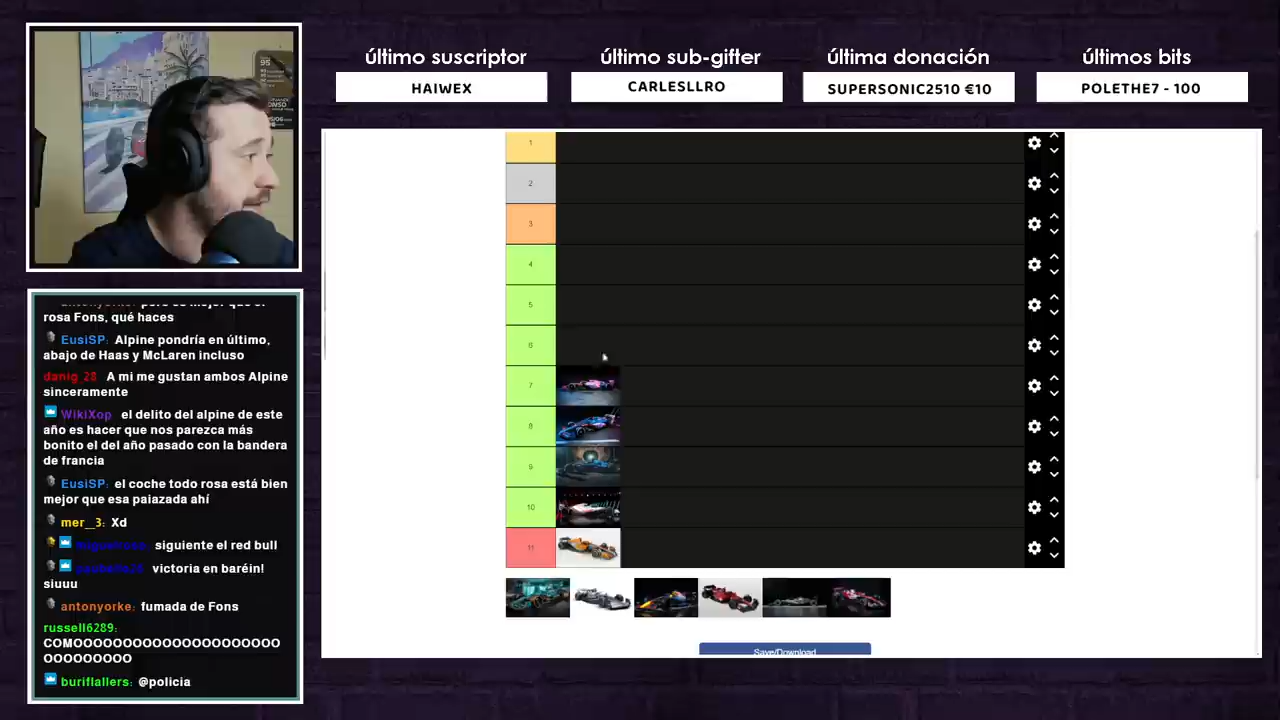 último suscriptor
HAIWEX
último sub-gifter
CARLESLLRO
última donación
SUPERSONIC2510 €10
últimos bits
POLETHE7 - 100
1
2
3
4
5
6
7
8
9
10
11
Save/Download
rosa Fons, qué haces
EusiSP: Alpine pondría en último,
abajo de Haas y McLaren incluso
danig_28 A mi me gustan ambos Alpine
sinceramente
WikiXop el delito del alpine de este
año es hacer que nos parezca más
bonito el del año pasado con la bandera
de francia
EusiSP: el coche todo rosa está bien
mejor que esa paiazada ahí
mer__3: Xd
siguiente el red bull
victoria en baréin!
siuuu
antonyorke: fumada de Fons
russell6289:
COMOOOOOOOOOOOOOOOOOOOO
OOOOOOOOO
buriflallers: @policia